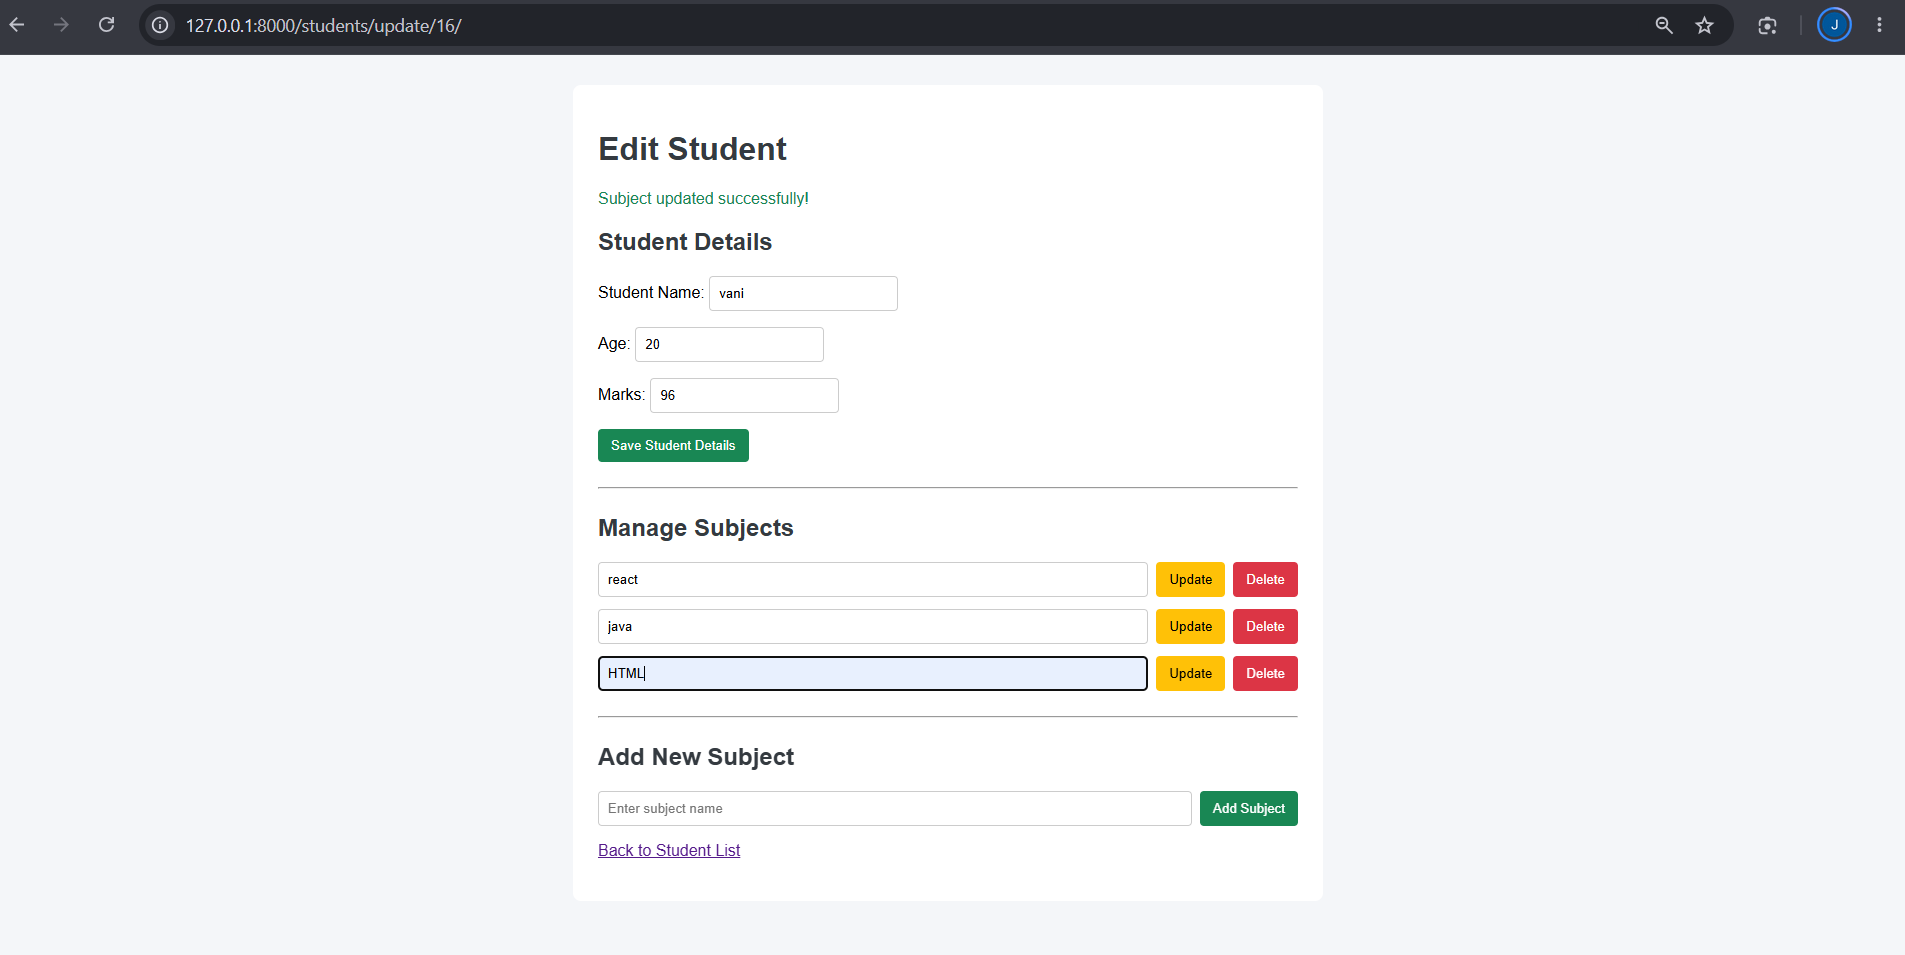 127.0.0.1:8000/students/update/16/
J
Edit Student
Subject updated successfully!
Student Details
Student Name: vani
Age: 20
Marks: 96
Save Student Details
Manage Subjects
react Update Delete
java Update Delete
HTML Update Delete
Add New Subject
Enter subject name Add Subject
Back to Student List